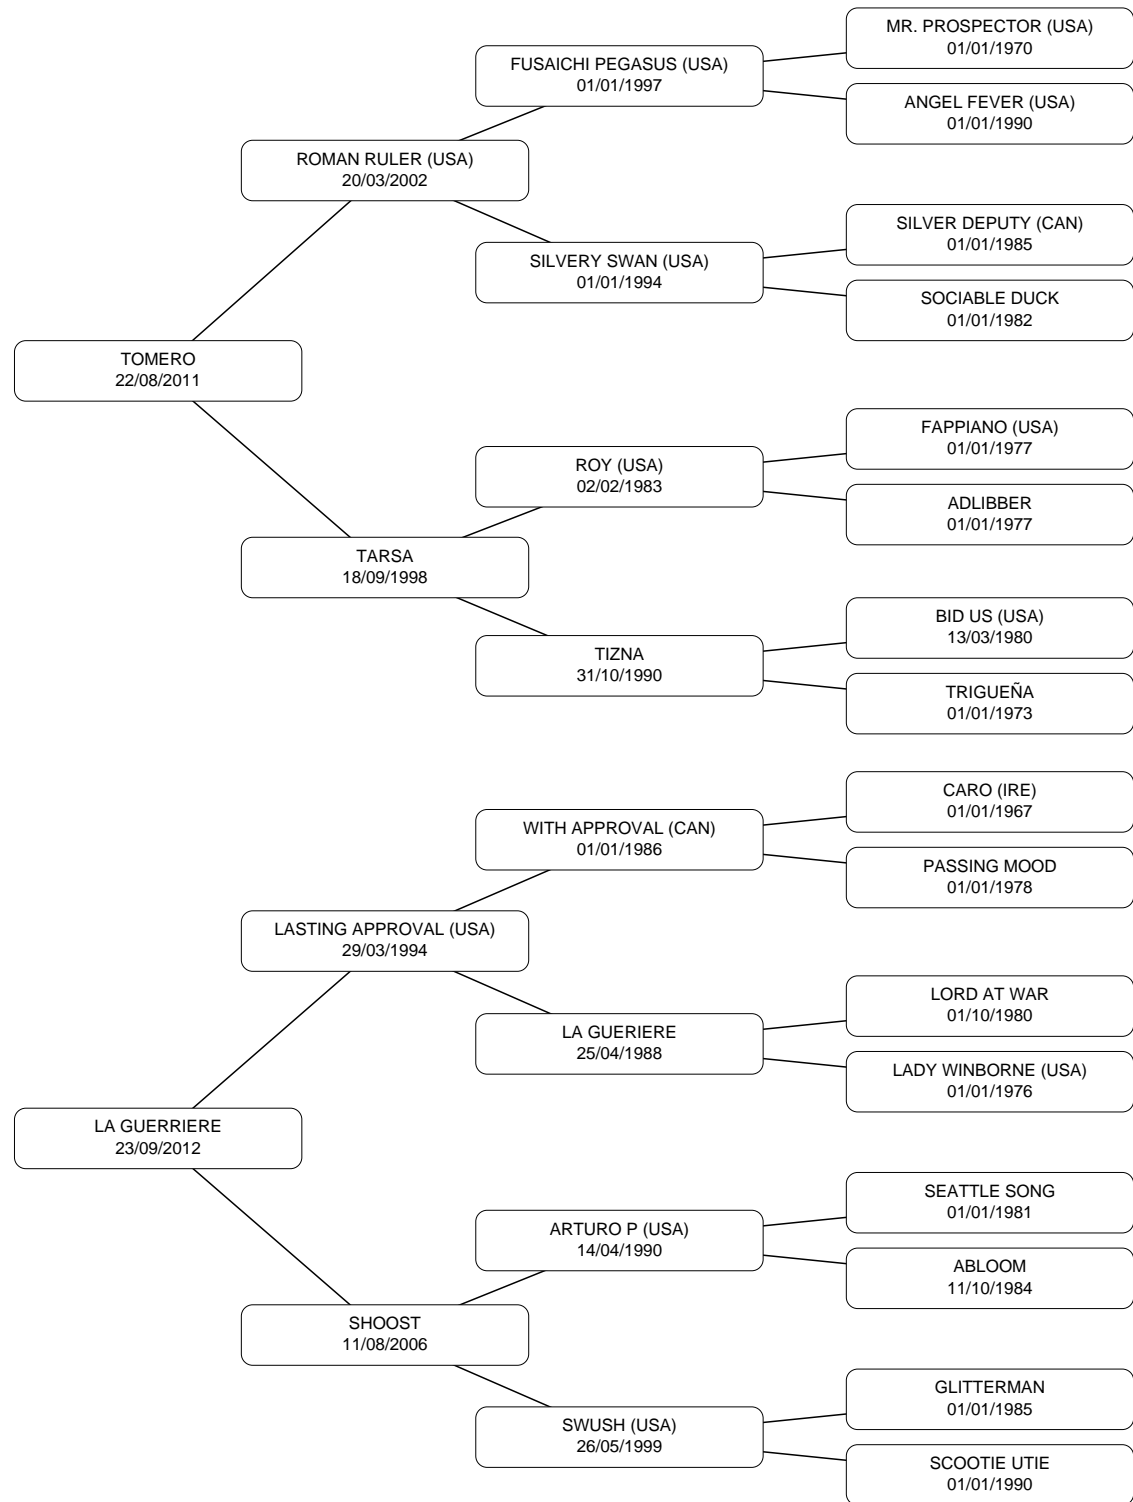 MR. PROSPECTOR (USA)
01/01/1970
FUSAICHI PEGASUS (USA)
01/01/1997
ANGEL FEVER (USA)
01/01/1990
ROMAN RULER (USA)
20/03/2002
SILVER DEPUTY (CAN)
01/01/1985
SILVERY SWAN (USA)
01/01/1994
SOCIABLE DUCK
01/01/1982
TOMERO
22/08/2011
FAPPIANO (USA)
01/01/1977
ROY (USA)
02/02/1983
ADLIBBER
01/01/1977
TARSA
18/09/1998
BID US (USA)
13/03/1980
TIZNA
31/10/1990
TRIGUEÑA
01/01/1973
CARO (IRE)
01/01/1967
WITH APPROVAL (CAN)
01/01/1986
PASSING MOOD
01/01/1978
LASTING APPROVAL (USA)
29/03/1994
LORD AT WAR
01/10/1980
LA GUERIERE
25/04/1988
LADY WINBORNE (USA)
01/01/1976
LA GUERRIERE
23/09/2012
SEATTLE SONG
01/01/1981
ARTURO P (USA)
14/04/1990
ABLOOM
11/10/1984
SHOOST
11/08/2006
GLITTERMAN
01/01/1985
SWUSH (USA)
26/05/1999
SCOOTIE UTIE
01/01/1990